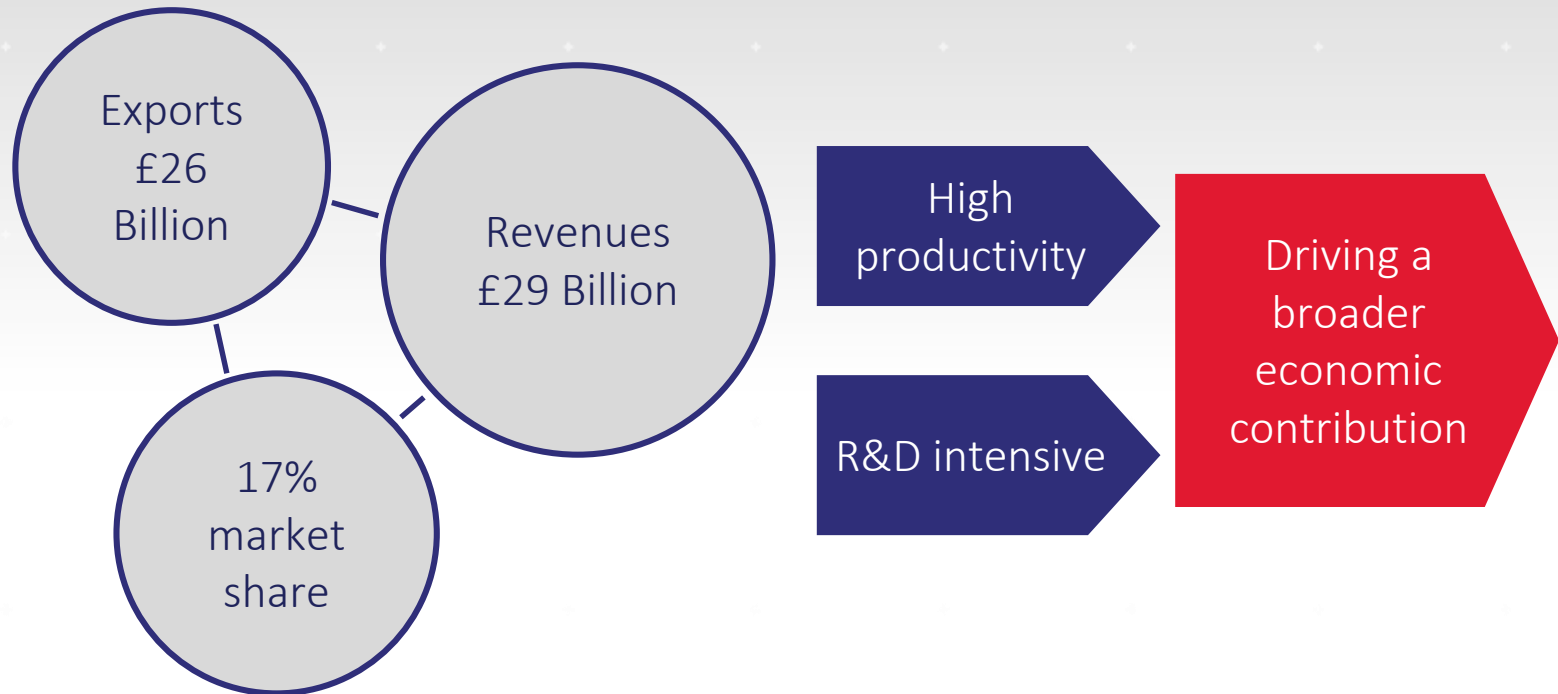 Exports
£26
Billion
Revenues
£29 Billion
17%
market
share
High
productivity
R&D intensive
Driving a
broader
economic
contribution